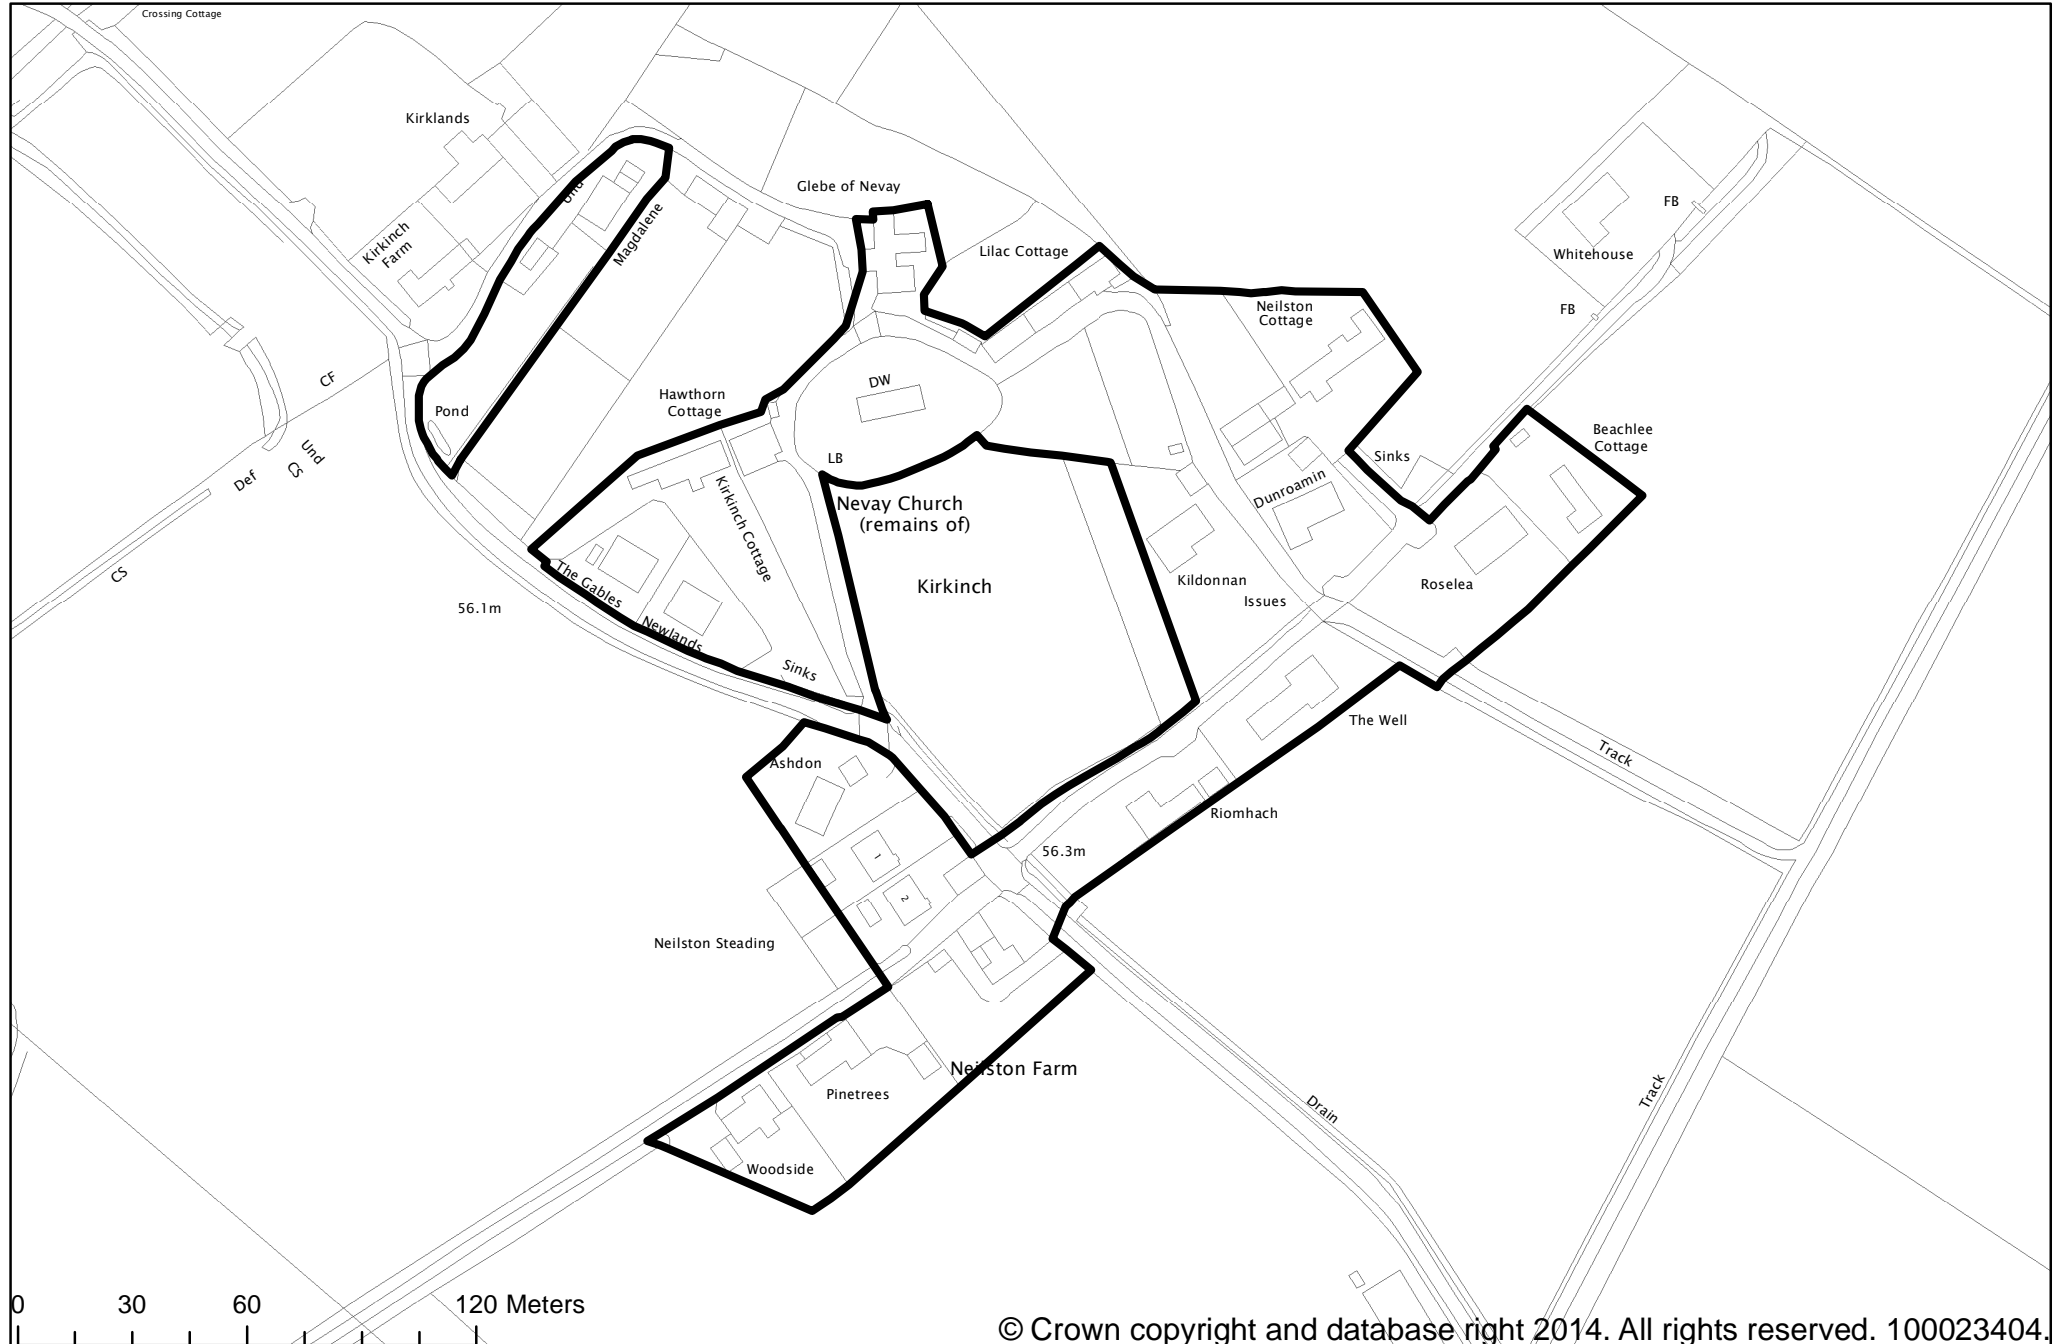 Crossing Cottage
Kirklands
Kirkinch
Farm
Und
Magdalene
Glebe of Nevay
Lilac Cottage
FB
Whitehouse
FB
Neilston
Cottage
CF
Pond
Hawthorn
Cottage
DW
LB
Beachlee
Cottage
Sinks
Und
CS
Def
CS
Dunroamin
Nevay Church
(remains of)
Kirkinch Cottage
Kirkinch
The Gables
Newlands
Sinks
56.1m
Kildonnan
Issues
Roselea
The Well
Track
Ashdon
Riomhach
56.3m
1
2
Neilston Steading
Neilston Farm
Pinetrees
Woodside
Drain
Track
0 30 60 120 Meters
© Crown copyright and database right 2014. All rights reserved. 100023404.